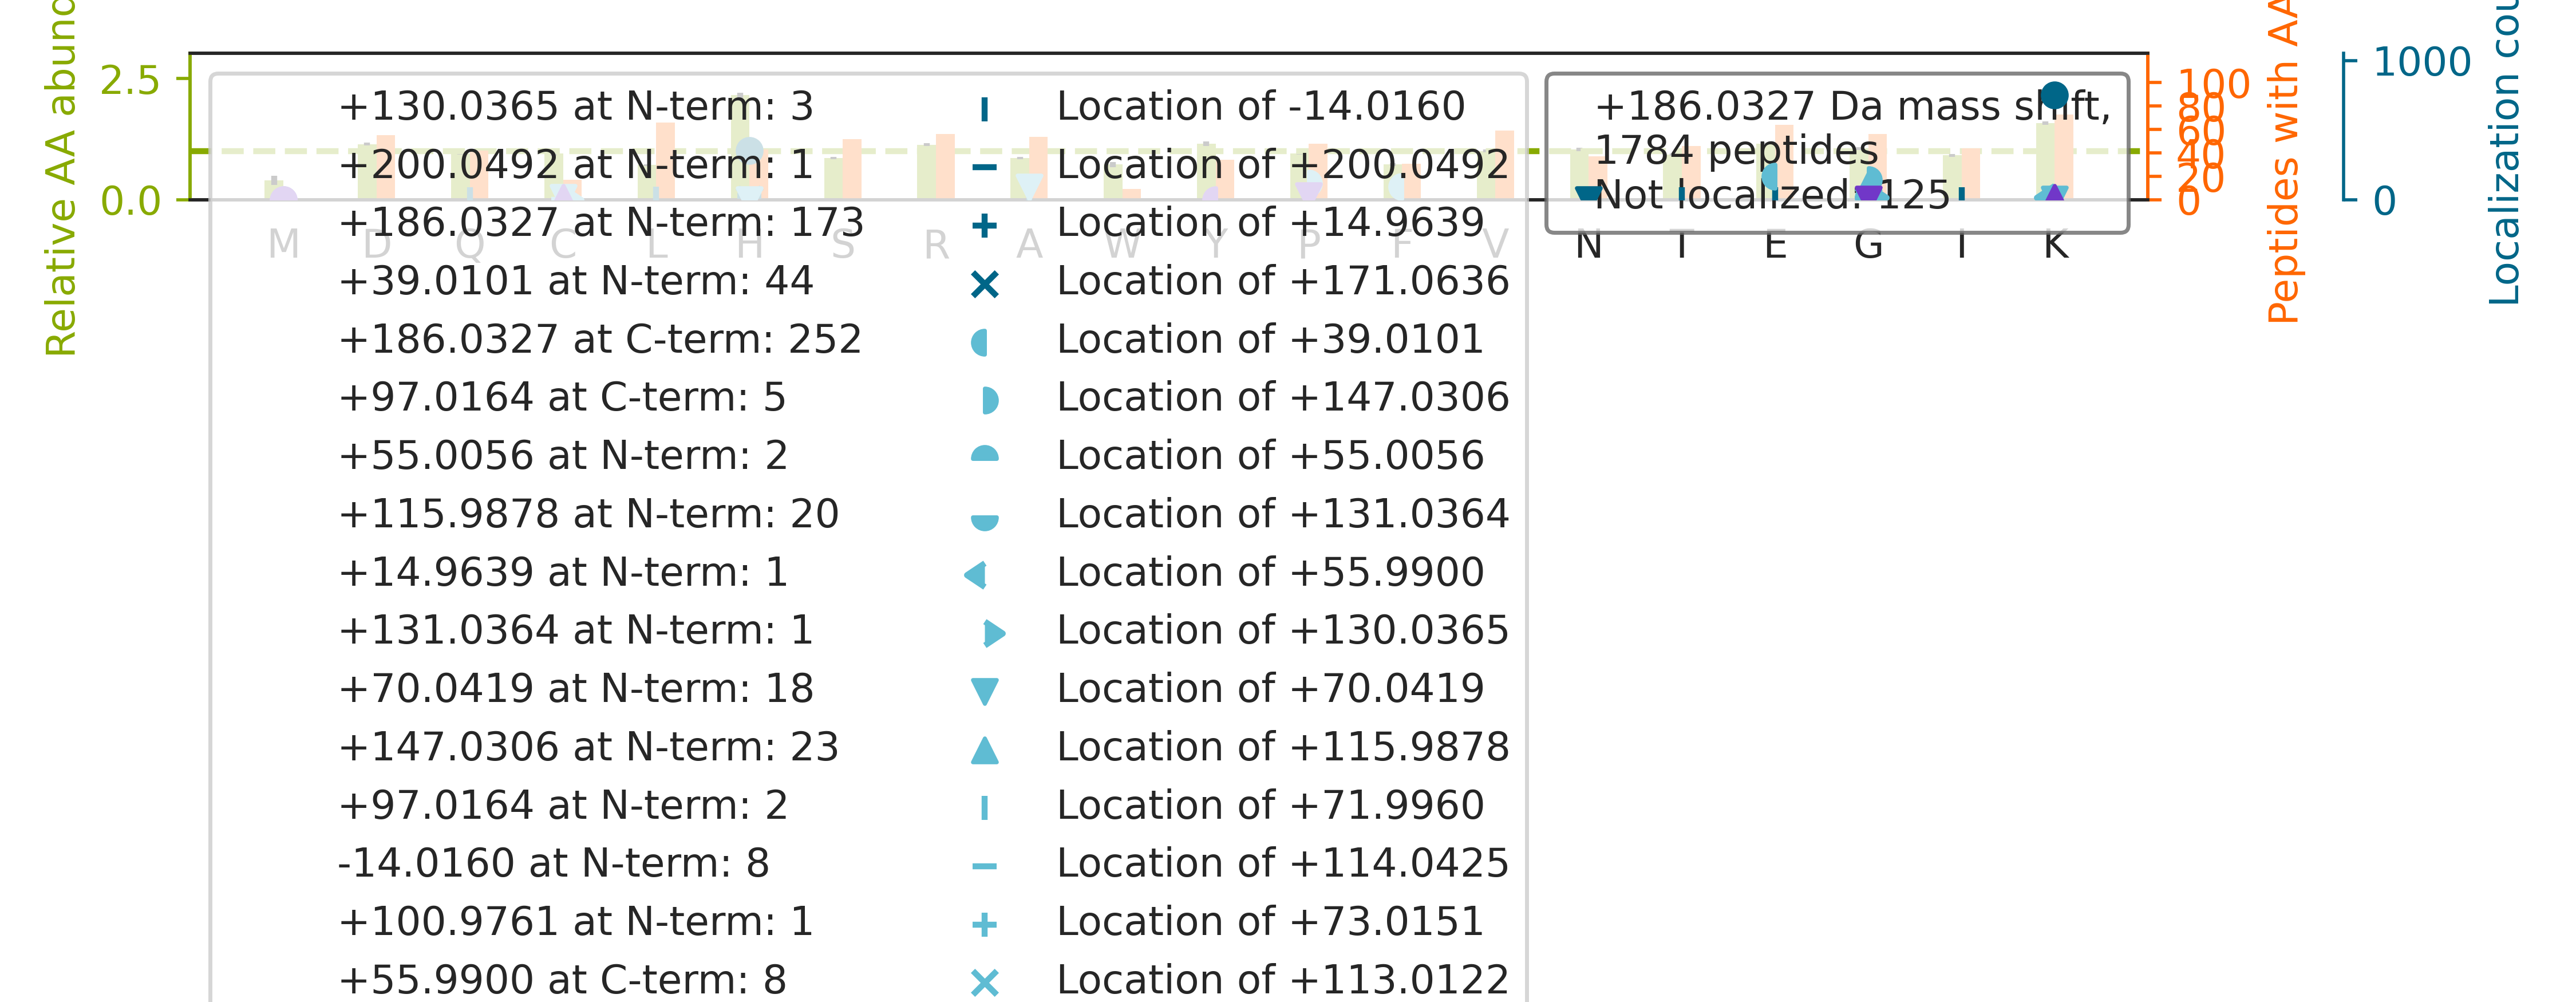 Relative AA abund
2.5
0.0
+130.0365 at N-term: 3
+200.0492 at N-term: 1
+186.0327 at N-term: 173
+39.0101 at N-term: 44
+186.0327 at C-term: 252
+97.0164 at C-term: 5
+55.0056 at N-term: 2
+115.9878 at N-term: 20
+14.9639 at N-term: 1
+131.0364 at N-term: 1
+70.0419 at N-term: 18
+147.0306 at N-term: 23
+97.0164 at N-term: 2
-14.0160 at N-term: 8
+100.9761 at N-term: 1
+55.9900 at C-term: 8
Location of -14.0160
Location of +200.0492
Location of +14.9639
Location of +171.0636
Location of +39.0101
Location of +147.0306
Location of +55.0056
Location of +131.0364
Location of +55.9900
Location of +130.0365
Location of +70.0419
Location of +115.9878
Location of +71.9960
Location of +114.0425
Location of +73.0151
Location of +113.0122
+186.0327 Da mass shift,
1784 peptides
Not localized: 125
M D Q C L H S R A W Y P F V N T E G I K
100
80
60
40
20
0
Peptides with AA
1000
0
Localization cou